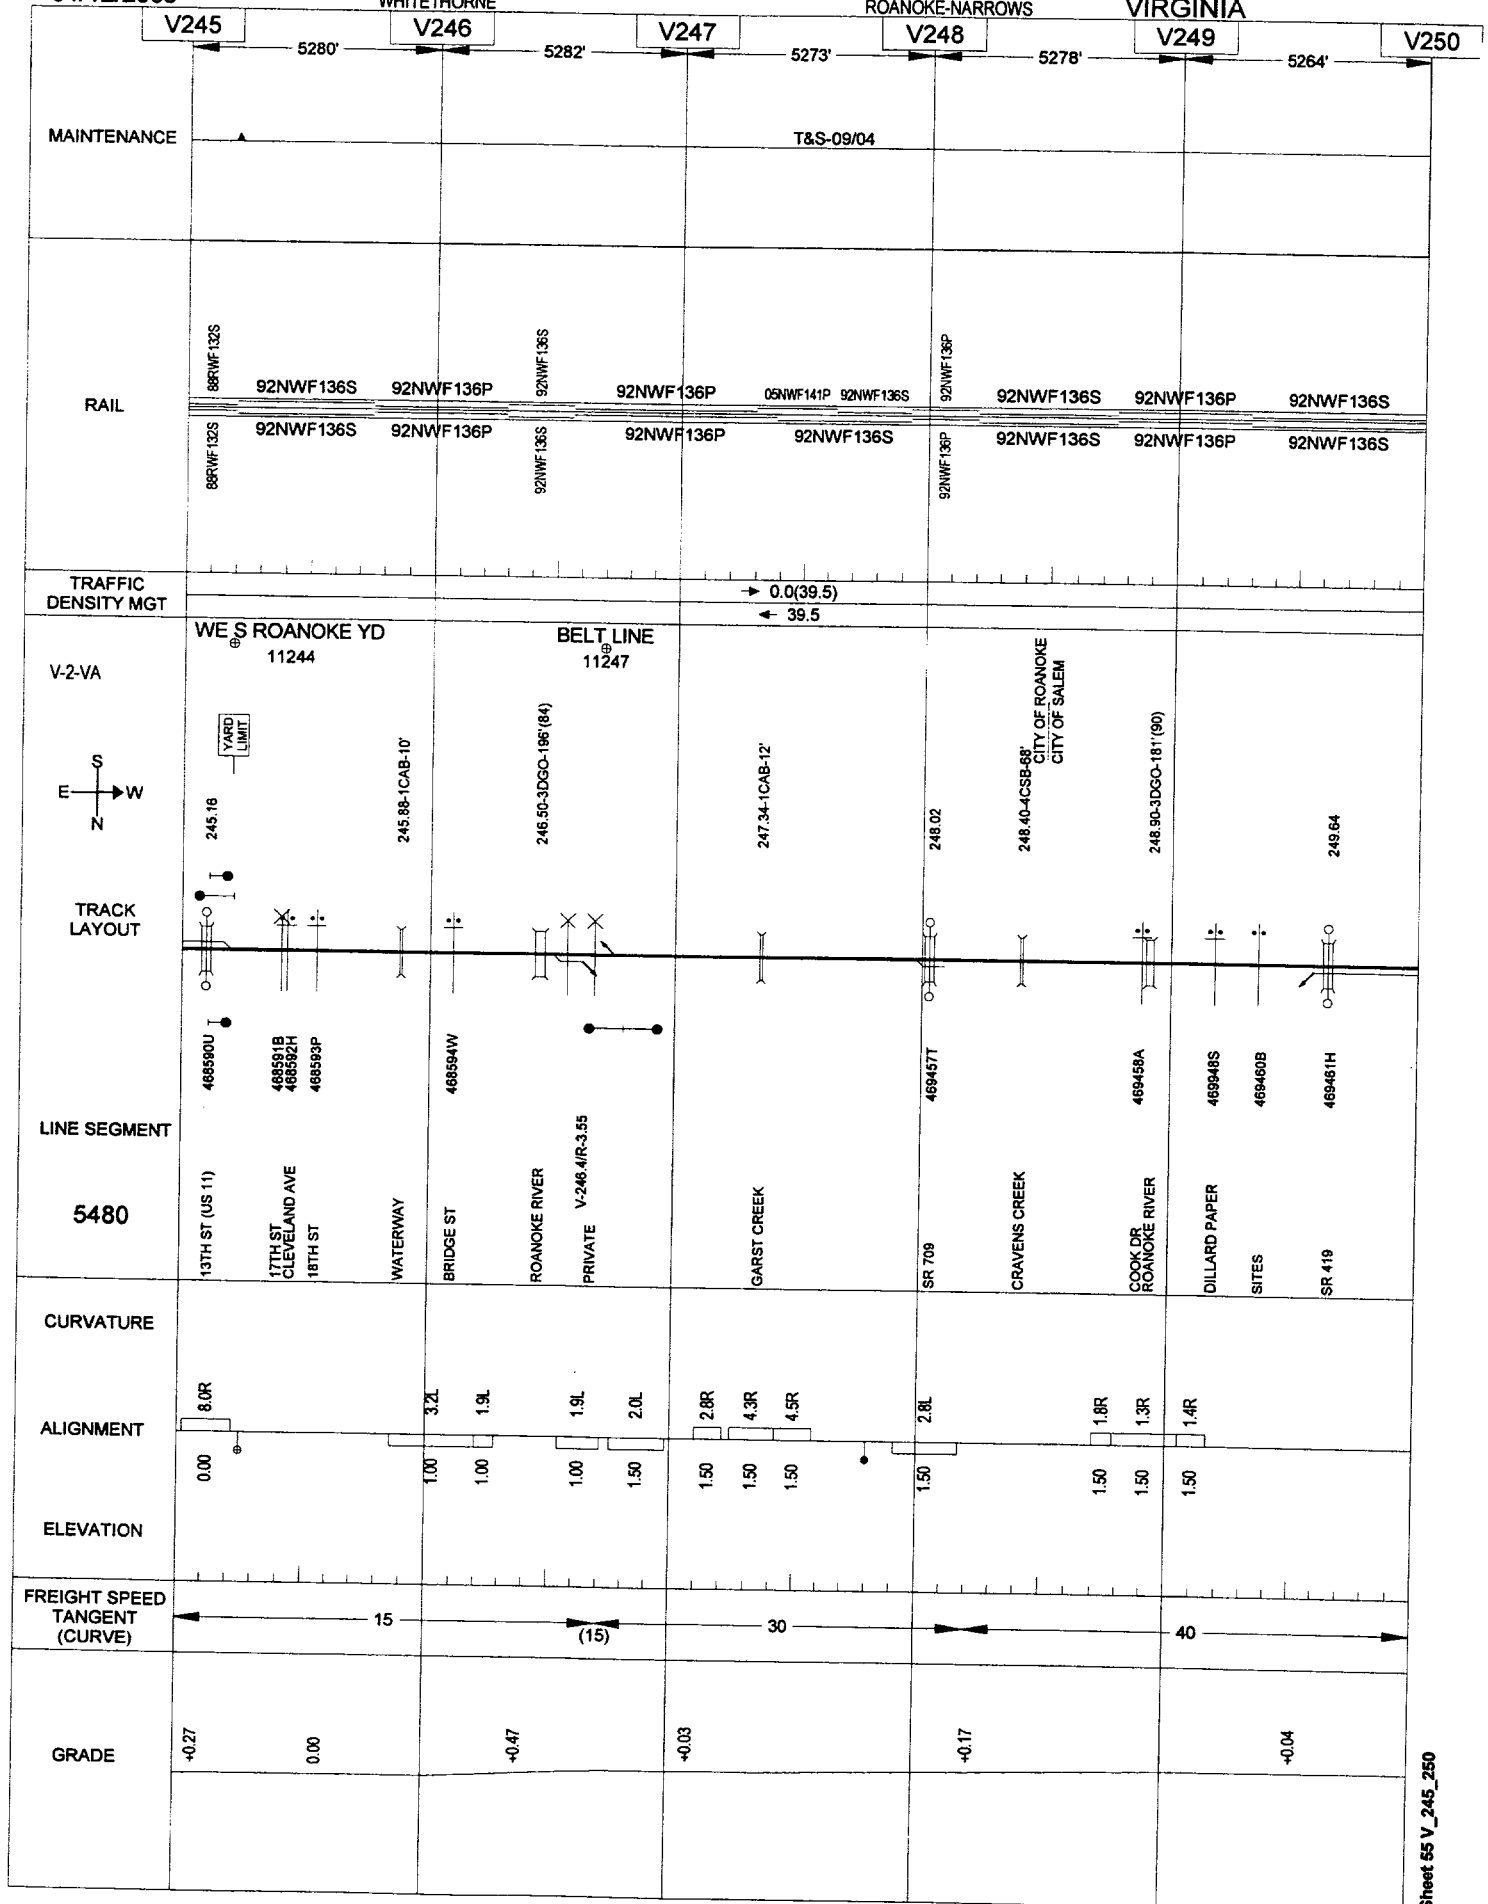 WHITETHORNE
ROANOKE-NARROWS
VIRGINIA
V245
V246
V247
V248
V249
V250
5280'
5282'
5273'
5278'
5264'
MAINTENANCE
T&S-09/04
RAIL
88RWF132S
92NWF136S
92NWF136P
92NWF136S
92NWF136P
05NWF141P
92NWF136S
92NWF136P
92NWF136S
92NWF136P
92NWF136S
88RWF132S
92NWF136S
92NWF136P
92NWF136S
92NWF136P
92NWF136S
92NWF136P
92NWF136S
92NWF136P
92NWF136S
TRAFFIC
DENSITY MGT
0.0(39.5)
39.5
V-2-VA
WE S ROANOKE YD
11244
BELT LINE
11247
YARD
LIMIT
CITY OF ROANOKE
CITY OF SALEM
S
E W
N
245.16
245.88-1CAB-10'
246.50-3DGO-196'(84)
247.34-1CAB-12'
248.02
248.40-4CSB-68'
248.90-3DGO-181'(90)
249.64
TRACK
LAYOUT
468590U
468591B
468592H
468593P
468594W
469457T
469458A
469948S
469460B
469461H
LINE SEGMENT
5480
13TH ST (US 11)
17TH ST
CLEVELAND AVE
18TH ST
WATERWAY
BRIDGE ST
ROANOKE RIVER
PRIVATE
V-246.4/R-3.55
GARST CREEK
SR 709
CRAVENS CREEK
COOK DR
ROANOKE RIVER
DILLARD PAPER
SITES
SR 419
CURVATURE
ALIGNMENT
8.0R
3.2L
1.9L
1.9L
2.0L
2.8R
4.3R
4.5R
2.8L
1.8R
1.3R
1.4R
0.00
1.00
1.00
1.00
1.50
1.50
1.50
1.50
1.50
1.50
1.50
1.50
ELEVATION
FREIGHT SPEED
TANGENT
(CURVE)
15
(15)
30
40
GRADE
+0.27
0.00
+0.47
+0.03
+0.17
+0.04
Sheet 55 V_245_250